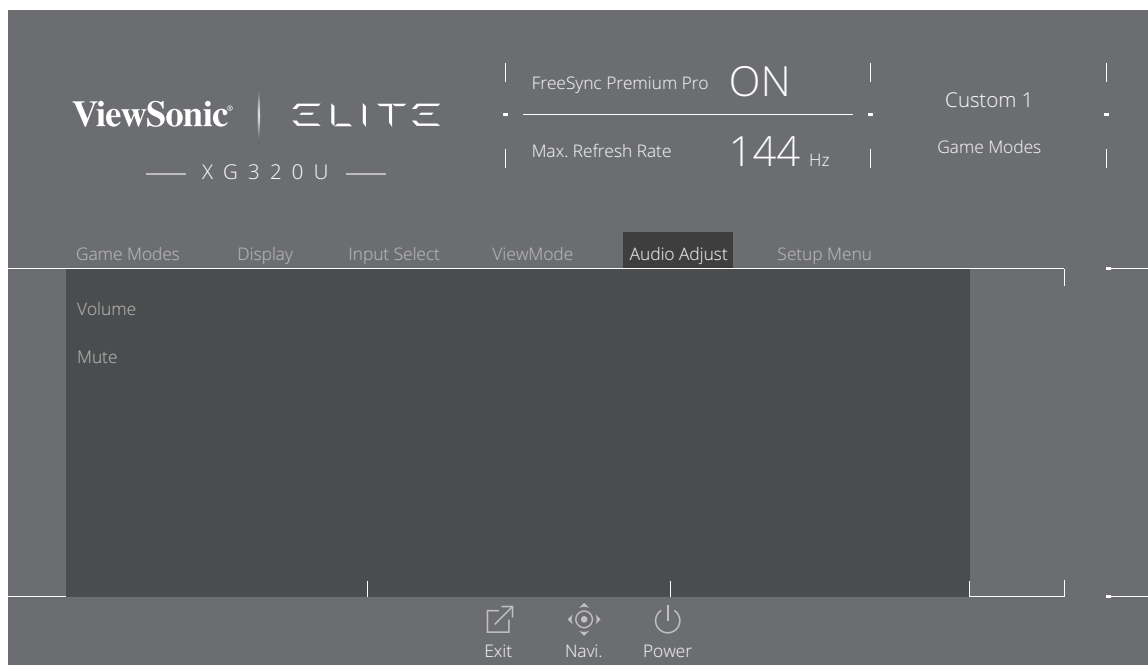 ViewSonic® ELITE
XG320U
FreeSync Premium Pro ON
Max. Refresh Rate 144 Hz
Custom 1
Game Modes
Game Modes Display Input Select ViewMode Audio Adjust Setup Menu
Volume
Mute
Exit Navi. Power